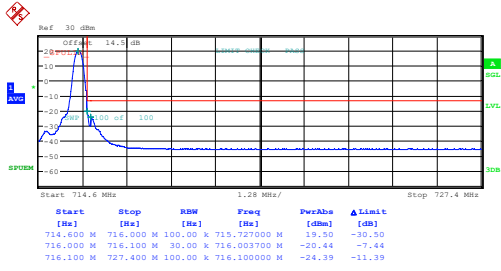 R S
Ref 30 dBm
Offset 14.5 dB
20
LIMIT CHECK PASS
10
A
0
SGL
1
AVG
-10
LVL
-20
SWP 100 of 100
-30
-40
-50
SPUEM
3DB
-60
Start 714.6 MHz 1.28 MHz/ Stop 727.4 MHz
Start Stop RBW Freq PwrAbs Δ Limit
[Hz] [Hz] [Hz] [Hz] [dBm] [dB]
714.600 M 716.000 M 100.00 k 715.727000 M 19.50 -30.50
716.000 M 716.100 M 30.00 k 716.003700 M -20.44 -7.44
716.100 M 727.400 M 100.00 k 716.100000 M -24.39 -11.39